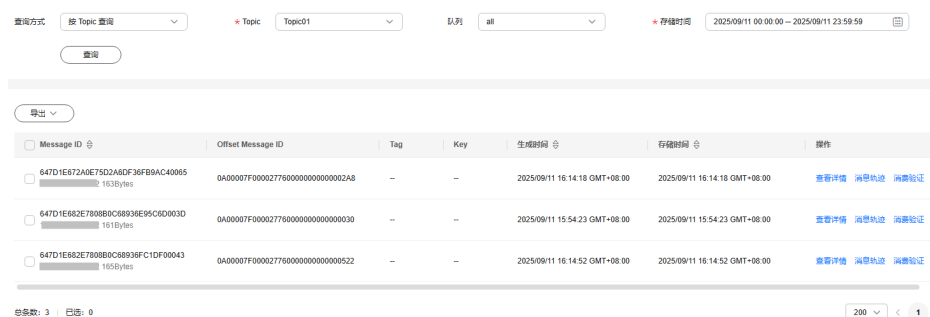 查询方式 按 Topic 查询 * Topic Topic01 队列 all * 存储时间 2025/09/11 00:00:00 — 2025/09/11 23:59:59
查询
导出
Message ID Offset Message ID Tag Key 生成时间 存储时间 操作
647D1E672A0E75D2A6DF36FB9AC40065
163Bytes
0A00007F0000277600000000000002A8 -- -- 2025/09/11 16:14:18 GMT+08:00 2025/09/11 16:14:18 GMT+08:00 查看详情 消息轨迹 消费验证
647D1E682E7808B0C68936E95C6D003D
161Bytes
0A00007F000027760000000000000030 -- -- 2025/09/11 15:54:23 GMT+08:00 2025/09/11 15:54:23 GMT+08:00 查看详情 消息轨迹 消费验证
647D1E682E7808B0C68936FC1DF00043
165Bytes
0A00007F000027760000000000000522 -- -- 2025/09/11 16:14:52 GMT+08:00 2025/09/11 16:14:52 GMT+08:00 查看详情 消息轨迹 消费验证
总条数: 3 已选: 0 200 < 1